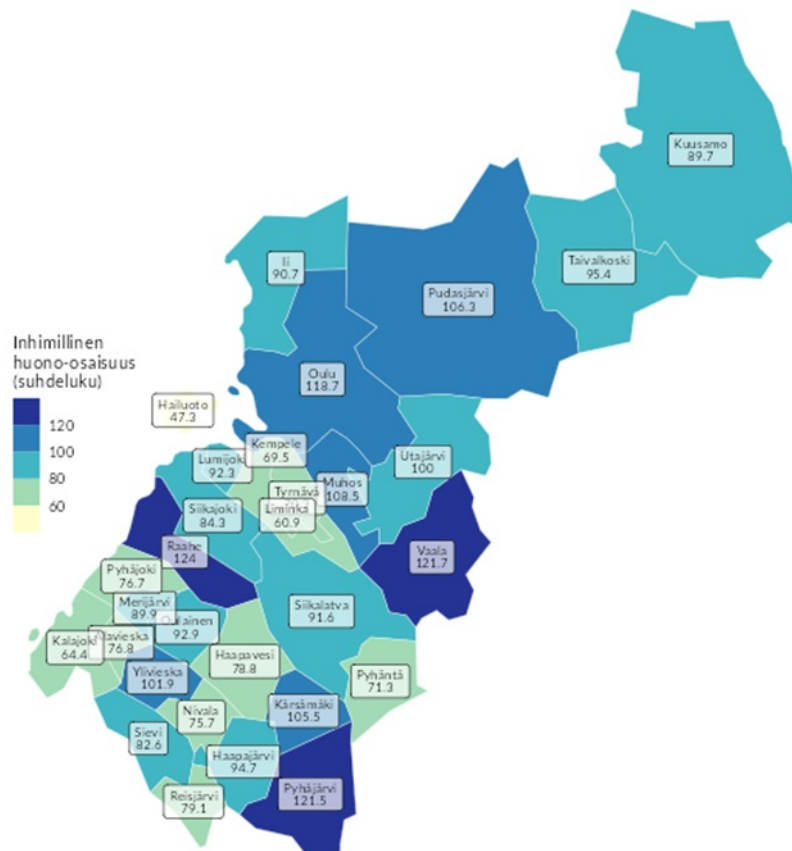 Kuusamo
89.7
Ii
90.7
Taivalkoski
95.4
Pudasjärvi
106.3
Inhimillinen
huono-osaisuus
(suhdeluku)
120
100
80
60
Oulu
118.7
Hailuoto
47.3
Kempele
69.5
Lumijoki
92.3
Utajärvi
100
Muhos
108.5
Tyrnävä
Liminka
60.9
Siikajoki
84.3
Raahe
124
Vaala
121.7
Pyhäjoki
76.7
Merijärvi
89.9
Siikalatva
91.6
Oulainen
92.9
Kalajoki
64.4
Alavieska
76.8
Haapavesi
78.8
Ylivieska
101.9
Pyhäntä
71.3
Nivala
75.7
Kärsämäki
105.5
Sievi
82.6
Haapajärvi
94.7
Reisjärvi
79.1
Pyhäjärvi
121.5